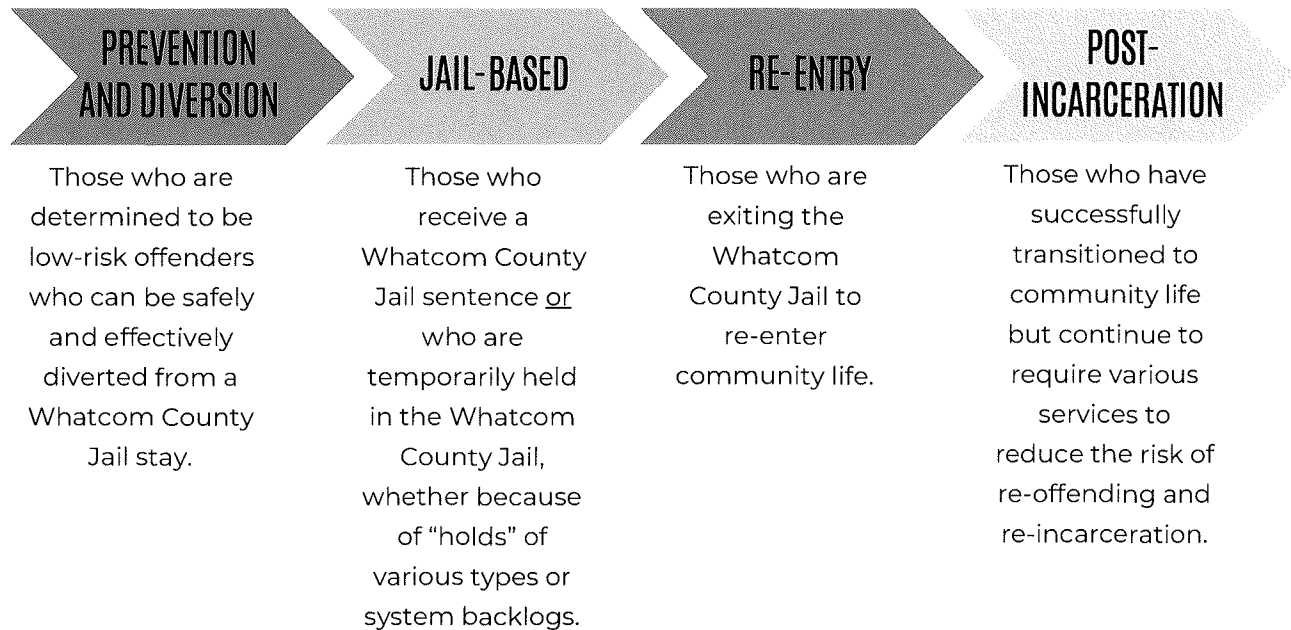 PREVENTION
AND DIVERSION
Those who are
determined to be
low-risk offenders
who can be safely
and effectively
diverted from a
Whatcom County
Jail stay.
JAIL-BASED
Those who
receive a
Whatcom County
Jail sentence or
who are
temporarily held
in the Whatcom
County Jail,
whether because
of “holds” of
various types or
system backlogs.
RE-ENTRY
Those who are
exiting the
Whatcom
County Jail to
re-enter
community life.
POST-
INCARCERATION
Those who have
successfully
transitioned to
community life
but continue to
require various
services to
reduce the risk of
re-offending and
re-incarceration.